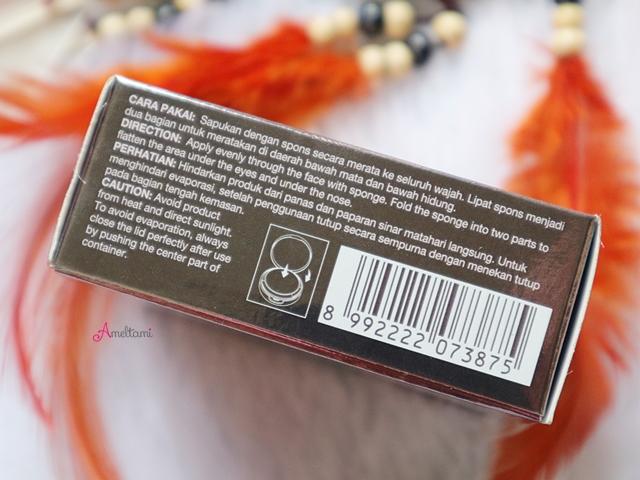 CARA PAKAI: Sapukan dengan spons secara merata ke seluruh wajah. Lipat spons menjadi
dua bagian untuk meratakan di daerah bawah mata dan bawah hidung.
DIRECTION: Apply evenly through the face with sponge. Fold the sponge into two parts to
flatten the area under the eyes and under the nose.
PERHATIAN: Hindarkan produk dari panas dan paparan sinar matahari langsung. Untuk
menghindari evaporasi, setelah penggunaan tutup secara sempurna dengan menekan tutup
pada bagian tengah kemasan.
CAUTION: Avoid product
from heat and direct sunlight.
To avoid evaporation, always
close the lid perfectly after use
by pushing the center part of
container.
8 992222 073875
Ameltami